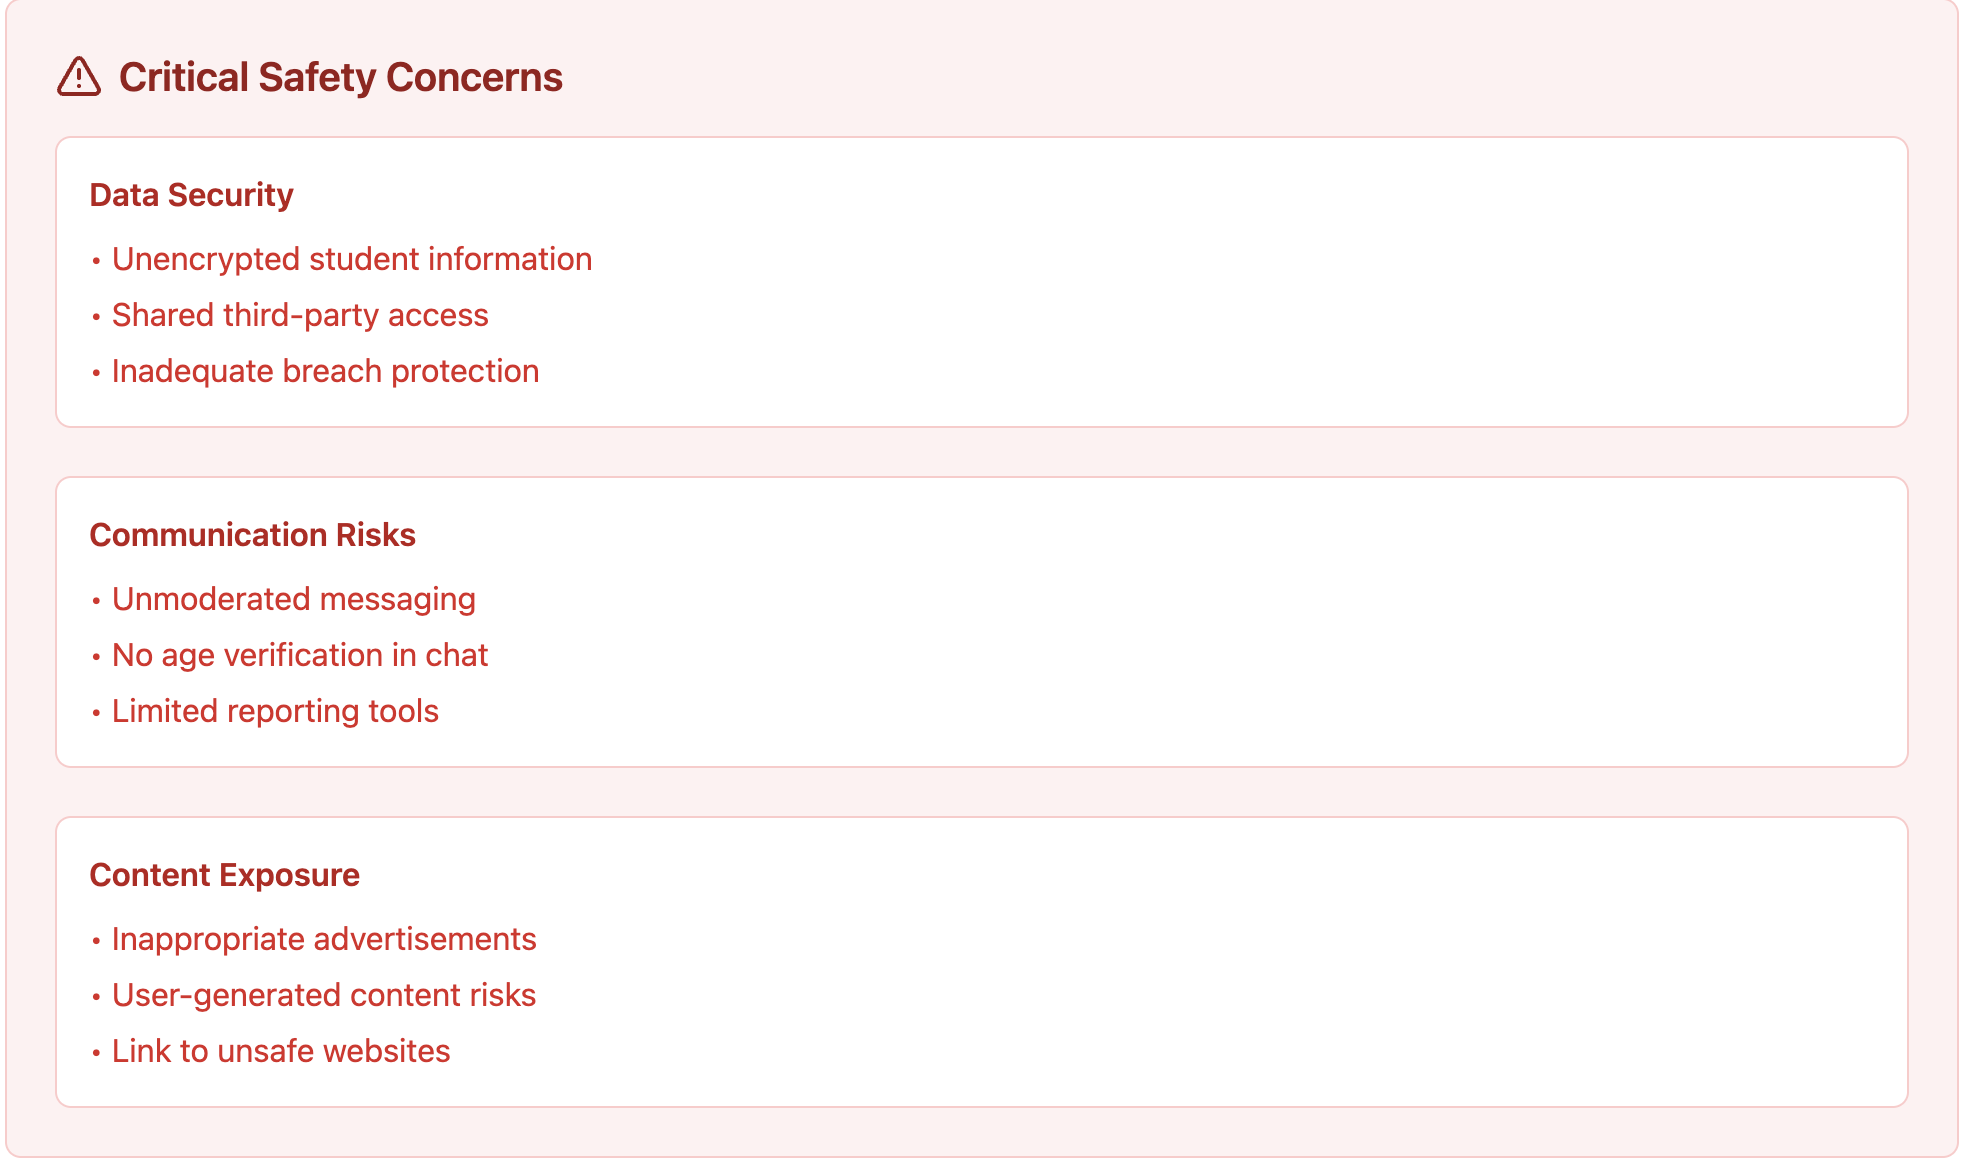 Critical Safety Concerns
Data Security
• Unencrypted student information
• Shared third-party access
• Inadequate breach protection
Communication Risks
• Unmoderated messaging
• No age verification in chat
• Limited reporting tools
Content Exposure
• Inappropriate advertisements
• User-generated content risks
• Link to unsafe websites